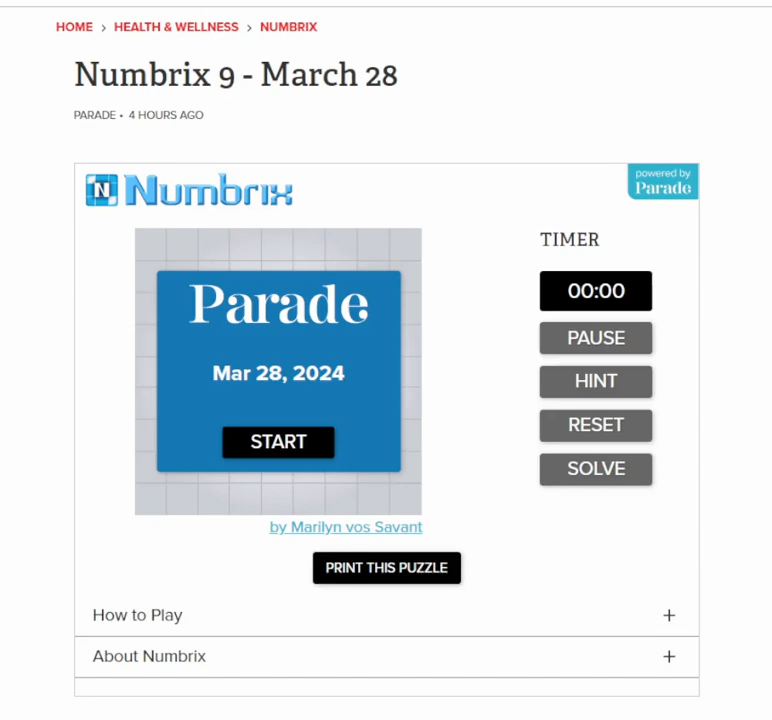 HOME > HEALTH & WELLNESS > NUMBRIX
Numbrix 9 - March 28
PARADE • 4 HOURS AGO
N Numbrix
powered by
Parade
TIMER
00:00
PAUSE
HINT
RESET
SOLVE
Parade
Mar 28, 2024
START
by Marilyn vos Savant
PRINT THIS PUZZLE
How to Play +
About Numbrix +